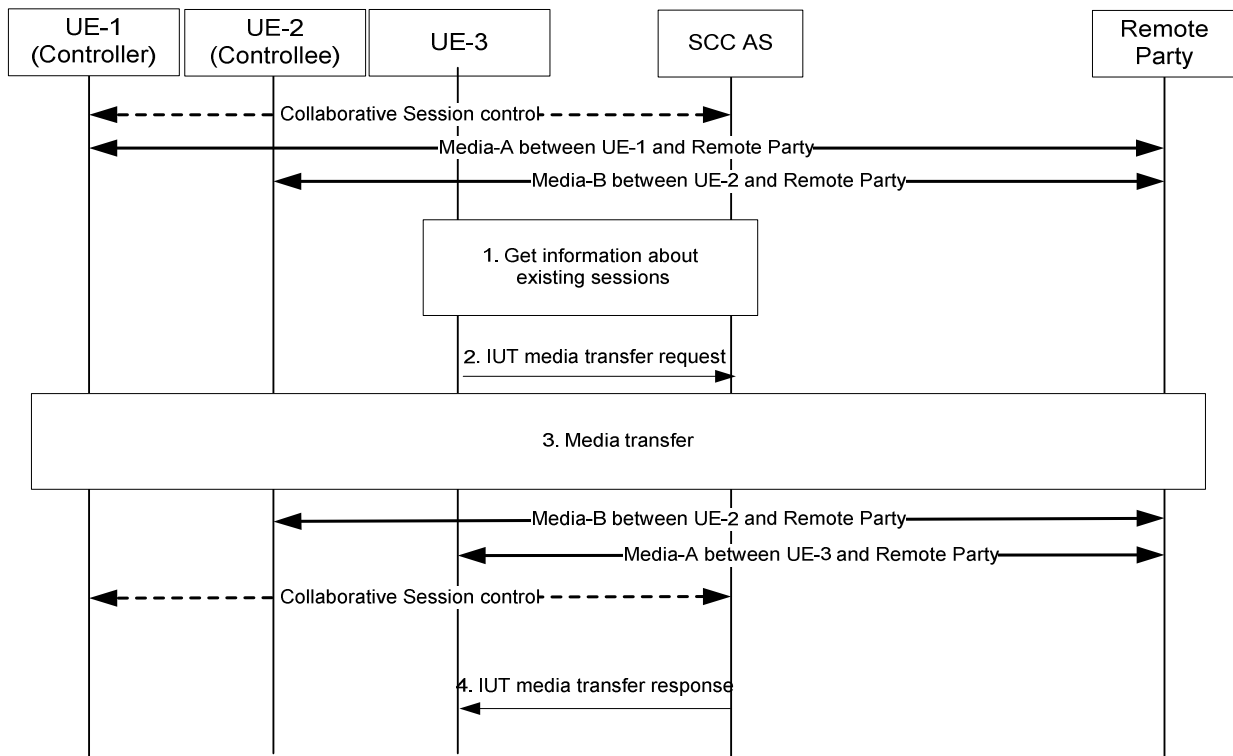 UE-1
(Controller)
UE-2
(Controllee)
UE-3
SCC AS
Remote
Party
Collaborative Session control
Media-A between UE-1 and Remote Party
Media-B between UE-2 and Remote Party
1. Get information about
existing sessions
2. IUT media transfer request
3. Media transfer
Media-B between UE-2 and Remote Party
Media-A between UE-3 and Remote Party
Collaborative Session control
4. IUT media transfer response